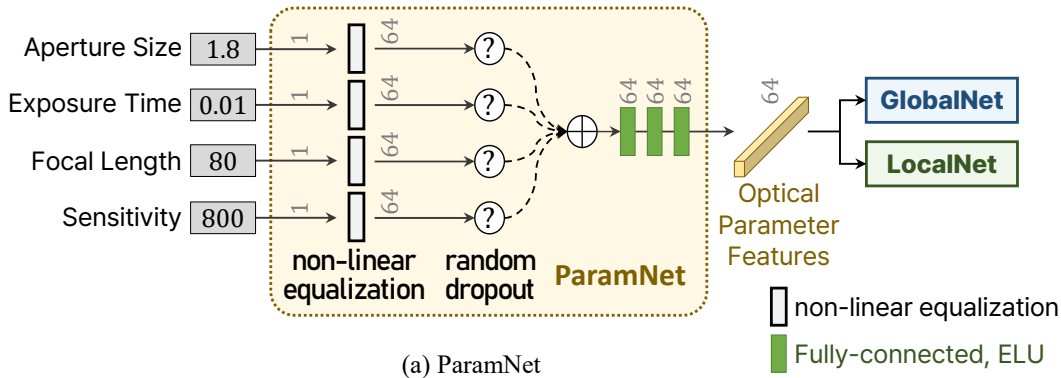 Aperture Size 1.8 1 64 ?
Exposure Time 0.01 1 64 ?
Focal Length 80 1 64 ?
Sensitivity 800 1 64 ?
64 64 64
64
GlobalNet
LocalNet
Optical
Parameter
Features
non-linear
equalization
random
dropout
ParamNet
non-linear equalization
Fully-connected, ELU
(a) ParamNet